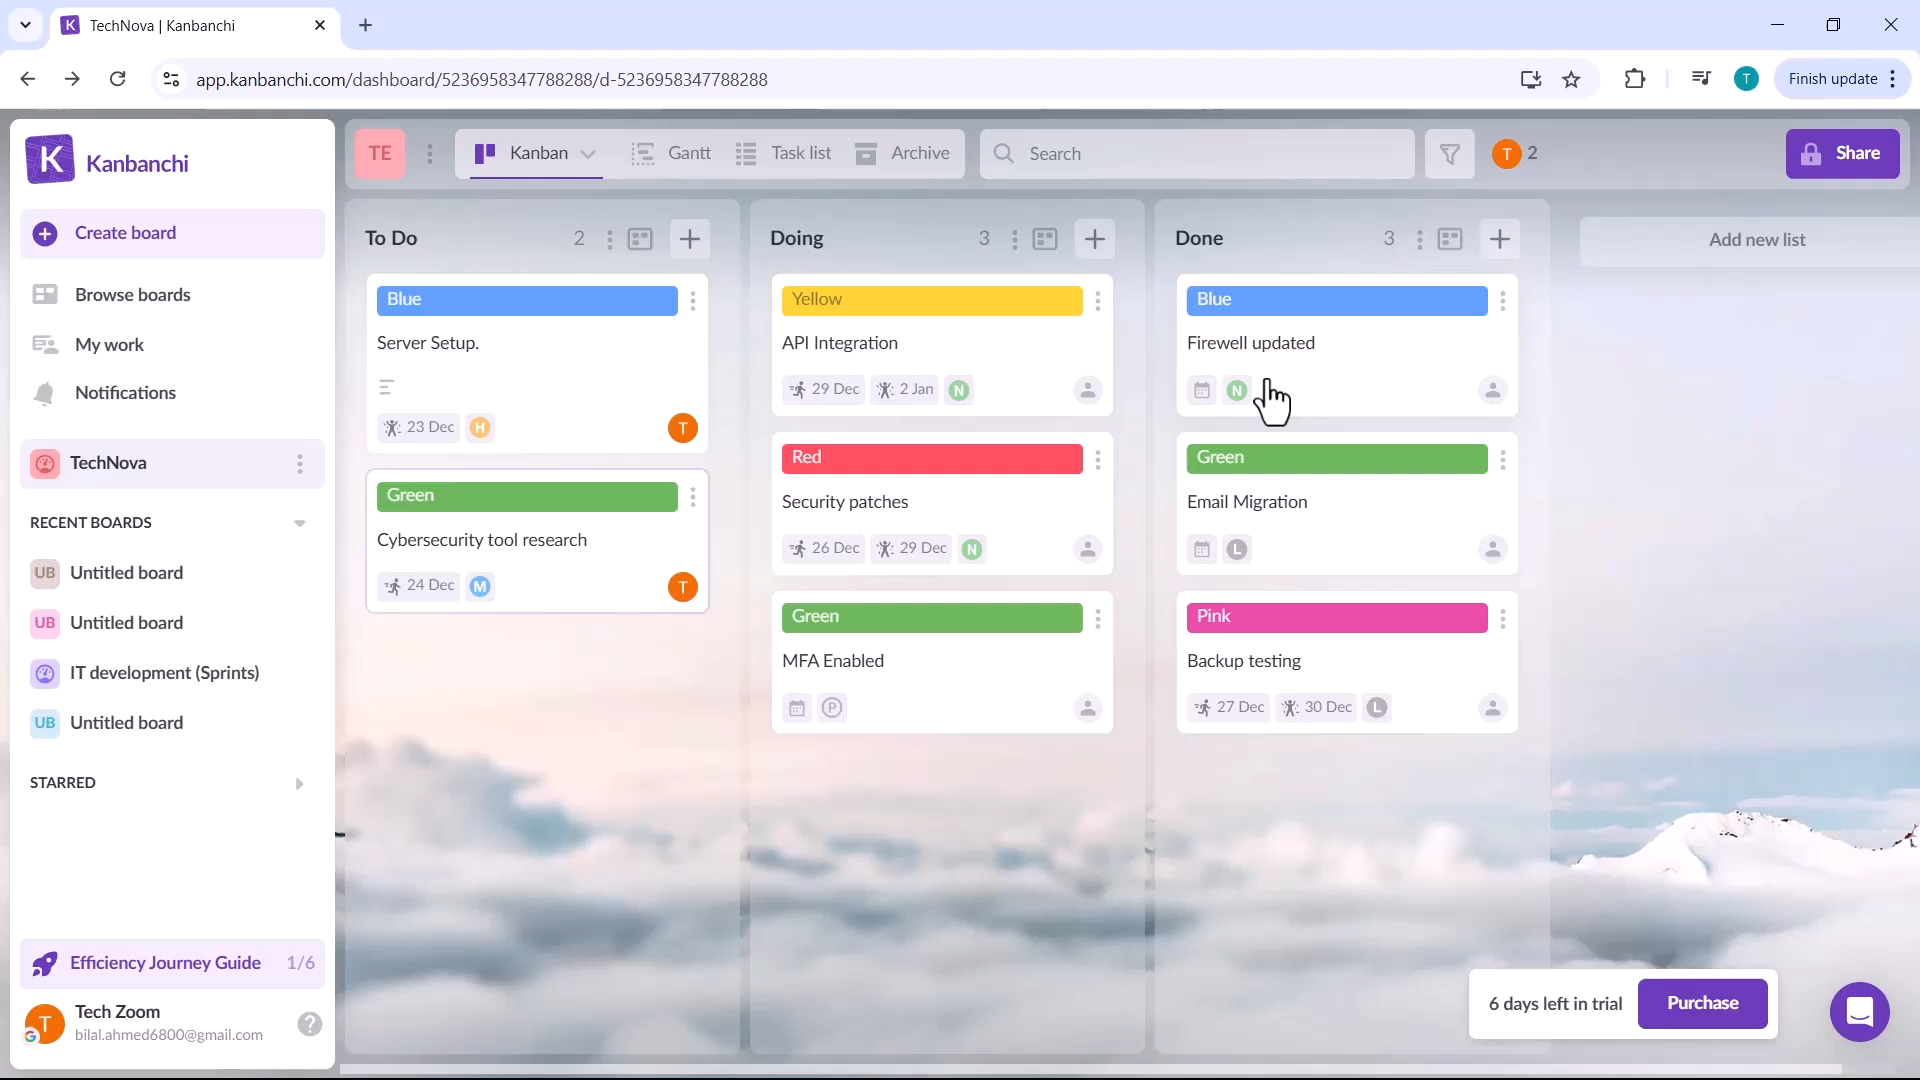 TechNova | Kanbanchi
app.kanbanchi.com/dashboard/5236958347788288/d-5236958347788288
T
Finish update
K
Kanbanchi
Create board
Browse boards
My work
Notifications
TechNova
RECENT BOARDS
UB Untitled board
UB Untitled board
IT development (Sprints)
UB Untitled board
STARRED
Efficiency Journey Guide 1/6
T
Tech Zoom
bilal.ahmed6800@gmail.com
TE
Kanban
Gantt
Task list
Archive
Search
T 2
Share
To Do 2
Blue
Server Setup.
23 Dec H T
Green
Cybersecurity tool research
24 Dec M T
Doing 3
Yellow
API Integration
29 Dec 2 Jan N
Red
Security patches
26 Dec 29 Dec N
Green
MFA Enabled
P
Done 3
Blue
Firewell updated
N
Green
Email Migration
L
Pink
Backup testing
27 Dec 30 Dec L
Add new list
6 days left in trial
Purchase